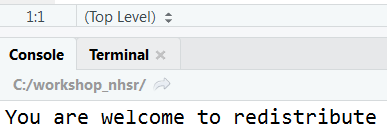 1:1 (Top Level)
Console Terminal
C:/workshop_nhsr/
You are welcome to redistribute